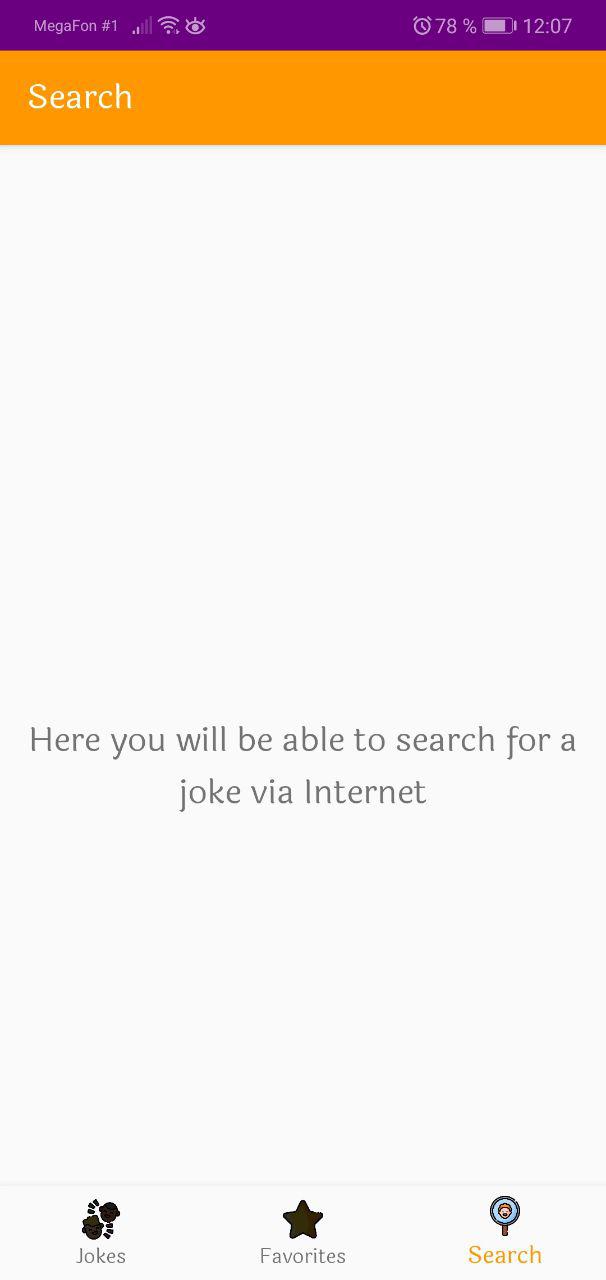 MegaFon #1 78 % 12:07
Search
Here you will be able to search for a
joke via Internet
Jokes Favorites Search